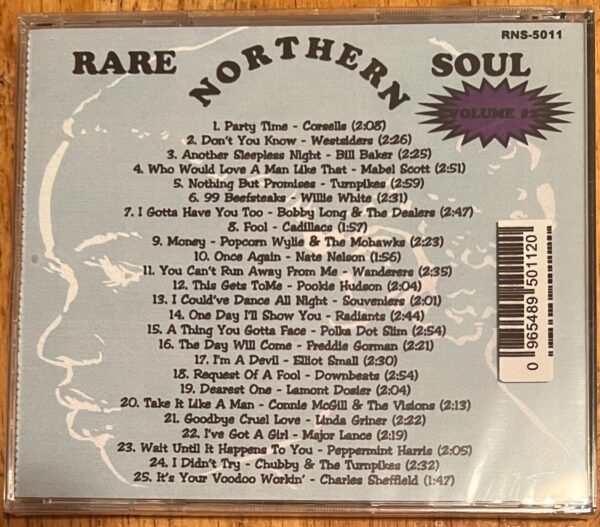 RNS-5011
RARE NORTHERN SOUL
VOLUME
1. Party Time - Corsells (2:08)
2. Don't You Know - Westsiders (2:26)
3. Another Sleepless Night - Bill Baker (2:25)
4. Who Would Love A Man Like That - Mabel Scott (2:51)
5. Nothing But Promises - Turnpikes (2:59)
6. 99 Beefsteaks - Willie White (2:31)
7. I Gotta Have You Too - Bobby Long & The Dealers (2:47)
8. Fool - Cadillacs (1:57)
9. Money - Popcorn Wylie & The Mohawks (2:23)
10. Once Again - Nate Nelson (1:56)
11. You Can't Run Away From Me - Wanderers (2:35)
12. This Gets ToMe - Pookie Hudson (2:04)
13. I Could've Dance All Night - Souveniers (2:01)
14. One Day I'll Show You - Radiants (2:44)
15. A Thing You Gotta Face - Polka Dot Slim (2:54)
16. The Day Will Come - Freddie Gorman (2:21)
17. I'm A Devil - Elliot Small (2:30)
18. Request Of A Fool - Downbeats (2:54)
19. Dearest One - Lamont Dosier (2:04)
20. Take It Like A Man - Connie McGill & The Visions (2:13)
21. Goodbye Cruel Love - Linda Griner (2:22)
22. I've Got A Girl - Major Lance (2:19)
23. Wait Until It Happens To You - Peppermint Harris (2:05)
24. I Didn't Try - Chubby & The Turnpikes (2:32)
25. It's Your Voodoo Workin' - Charles Sheffield (1:47)
0 965489 501120